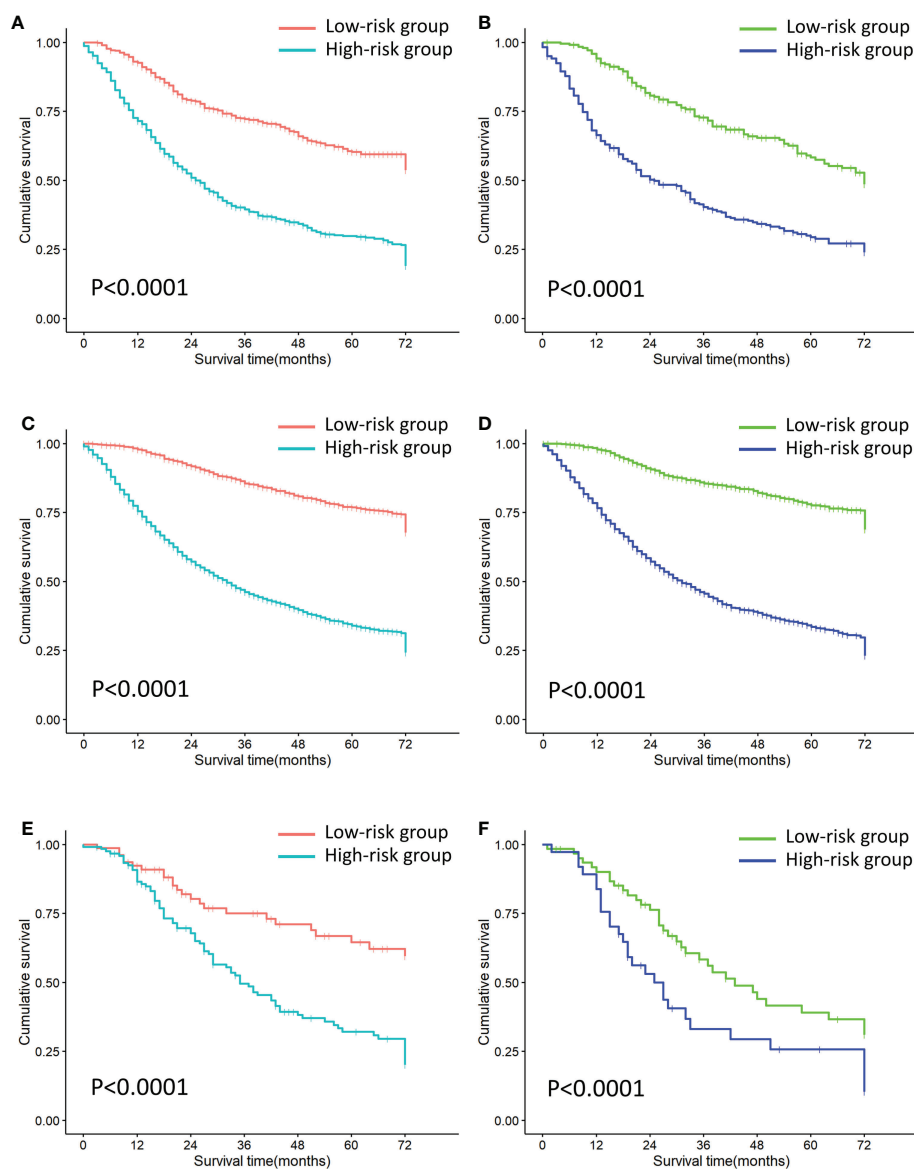 A
Low-risk group
High-risk group
1.00
0.75
0.50
0.25
0.00
Cumulative survival
P<0.0001
0 12 24 36 48 60 72
Survival time(months)
B
Low-risk group
High-risk group
1.00
0.75
0.50
0.25
0.00
Cumulative survival
P<0.0001
0 12 24 36 48 60 72
Survival time(months)
C
Low-risk group
High-risk group
1.00
0.75
0.50
0.25
0.00
Cumulative survival
P<0.0001
0 12 24 36 48 60 72
Survival time(months)
D
Low-risk group
High-risk group
1.00
0.75
0.50
0.25
0.00
Cumulative survival
P<0.0001
0 12 24 36 48 60 72
Survival time(months)
E
Low-risk group
High-risk group
1.00
0.75
0.50
0.25
0.00
Cumulative survival
P<0.0001
0 12 24 36 48 60 72
Survival time(months)
F
Low-risk group
High-risk group
1.00
0.75
0.50
0.25
0.00
Cumulative survival
P<0.0001
0 12 24 36 48 60 72
Survival time(months)